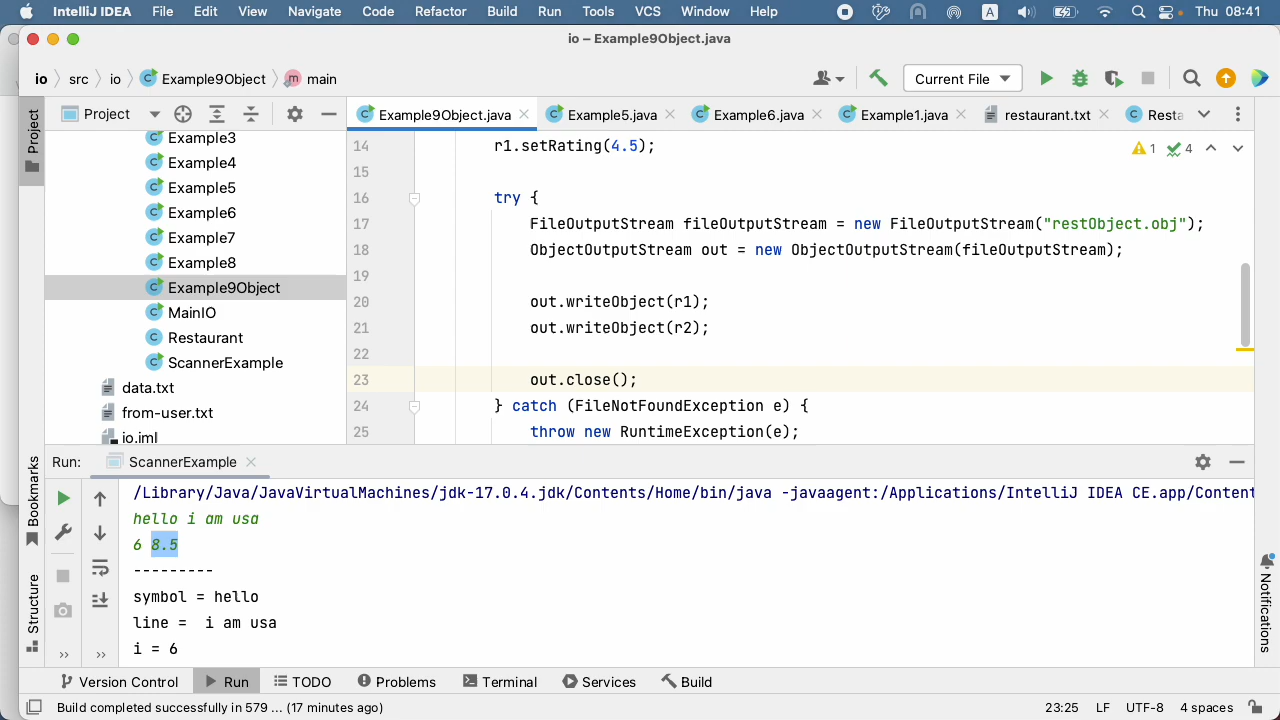 IntelliJ IDEA File Edit View Navigate Code Refactor Build Run Tools VCS Window Help A Thu 08:41
io – Example9Object.java
io src io Example9Object main Current File
Project
Project
Example9Object.java Example5.java Example6.java Example1.java restaurant.txt Resta
Example3
Example4
Example5
Example6
Example7
Example8
Example9Object
MainIO
Restaurant
ScannerExample
data.txt
from-user.txt
io.iml
1 4
14 r1.setRating(4.5);
15
16 try {
17 FileOutputStream fileOutputStream = new FileOutputStream("restObject.obj");
18 ObjectOutputStream out = new ObjectOutputStream(fileOutputStream);
19
20 out.writeObject(r1);
21 out.writeObject(r2);
22
23 out.close();
24 } catch (FileNotFoundException e) {
25 throw new RuntimeException(e);
Run: ScannerExample
/Library/Java/JavaVirtualMachines/jdk-17.0.4.jdk/Contents/Home/bin/java -javaagent:/Applications/IntelliJ IDEA CE.app/Content
hello i am usa
6 8.5
---------
symbol = hello
line =  i am usa
i = 6
Bookmarks
Structure
Notifications
Version Control Run TODO Problems Terminal Services Build
Build completed successfully in 579 ... (17 minutes ago) 23:25 LF UTF-8 4 spaces